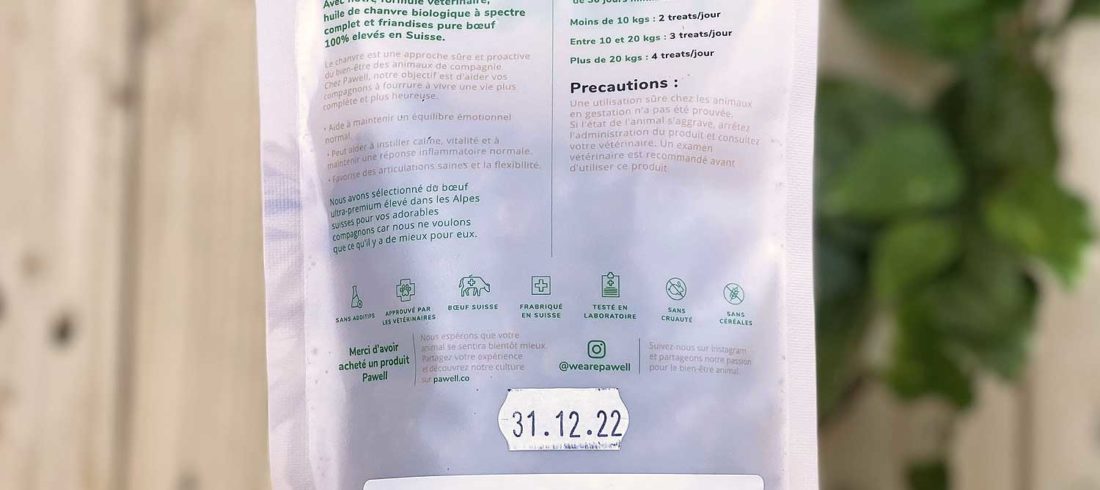 Avec notre formule vétérinaire,
huile de chanvre biologique à spectre
complet et friandises pure bœuf
100% elevés en Suisse.
Le chanvre est une approche sûre et proactive
du bien-être des animaux de compagnie.
Chez Pawell, notre objectif est d'aider vos
compagnons à fourrure à vivre une vie plus
complète et plus heureuse.
• Aide à maintenir un équilibre émotionnel
normal.
• Peut aider à instiller calme, vitalité et à
maintenir une réponse inflammatoire normale.
• Favorise des articulations saines et la flexibilité.
Nous avons sélectionné du bœuf
ultra-premium élevé dans les Alpes
suisses pour vos adorables
compagnons car nous ne voulons
que ce qu'il y a de mieux pour eux.
Moins de 10 kgs : 2 treats/jour
Entre 10 et 20 kgs : 3 treats/jour
Plus de 20 kgs : 4 treats/jour
Precautions :
Une utilisation sûre chez les animaux
en gestation n'a pas été prouvée.
Si l'état de l'animal s'aggrave, arrêtez
l'administration du produit et consultez
votre vétérinaire. Un examen
vétérinaire est recommandé avant
d'utiliser ce produit
SANS ADDITIFS
APPROUVÉ PAR
LES VÉTÉRINAIRES
BŒUF SUISSE
FRABRIQUÉ
EN SUISSE
TESTÉ EN
LABORATOIRE
SANS
CRUAUTÉ
SANS
CÉRÉALES
Merci d'avoir
acheté un produit
Pawell
Nous espérons que votre
animal se sentira bientôt mieux.
Partagez votre expérience
et découvrez notre culture
sur pawell.co
@wearepawell
Suivez-nous sur Instagram
et partageons notre passion
pour le bien-être animal.
31.12.22